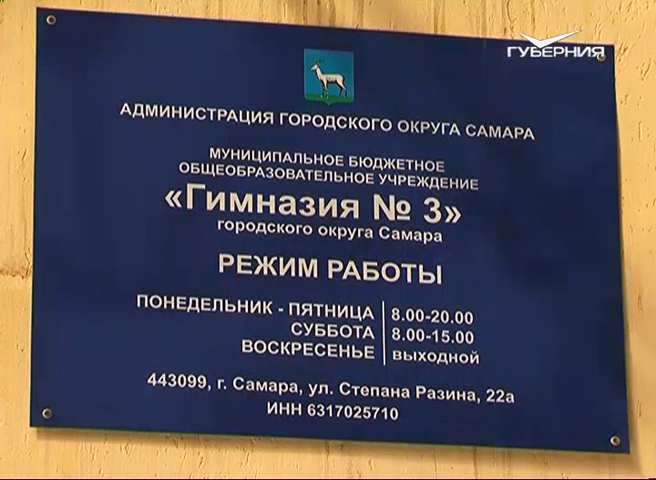 ГУБЕРНИЯ
АДМИНИСТРАЦИЯ ГОРОДСКОГО ОКРУГА САМАРА
МУНИЦИПАЛЬНОЕ БЮДЖЕТНОЕ
ОБЩЕОБРАЗОВАТЕЛЬНОЕ УЧРЕЖДЕНИЕ
«Гимназия № 3»
городского округа Самара
РЕЖИМ РАБОТЫ
ПОНЕДЕЛЬНИК - ПЯТНИЦА 8.00-20.00
СУББОТА 8.00-15.00
ВОСКРЕСЕНЬЕ выходной
443099, г. Самара, ул. Степана Разина, 22а
ИНН 6317025710